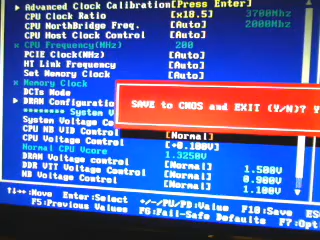 ▶ Advanced Clock Calibration[Press Enter]
CPU Clock Ratio [x18.5] 3700Mhz
CPU NorthBridge Freq. [Auto] 2000Mhz
CPU Host Clock Control [Auto]
× CPU Frequency(MHz) 200
PCIE Clock(MHz) [Auto]
HT Link Frequency [Auto]
Set Memory Clock [Auto]
× Memory Clock
DCTs Mode
▶ DRAM Configuratio
******** System V
System Voltage Co
CPU NB VID Control [Normal]
CPU Voltage Control [+0.100V]
Normal CPU Vcore 1.3250V
DRAM Voltage control 1.500V
DDR VTT Voltage Control [Normal] 0.900V
NB Voltage Control 1.100V
SAVE to CMOS and EXIT (Y/N)? Y
↑↓→←:Move Enter:Select +/-/PU/PD:Value F10:Save ES
F5:Previous Values F6:Fail-Safe Defaults F7:Opt